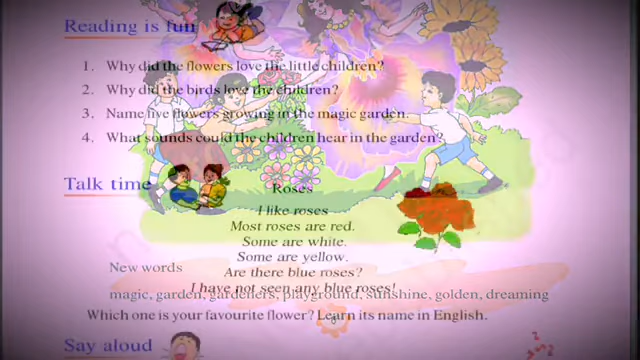 Reading is fun
1. Why did the flowers love the little children?
2. Why did the birds love the children?
3. Name five flowers growing in the magic garden.
4. What sounds could the children hear in the garden?
Talk time
Roses
I like roses
Most roses are red.
Some are white.
Some are yellow.
Are there blue roses?
I have not seen any blue roses!
New words
magic, garden, gardeners, playground, sunshine, golden, dreaming
Which one is your favourite flower? Learn its name in English.
Say aloud